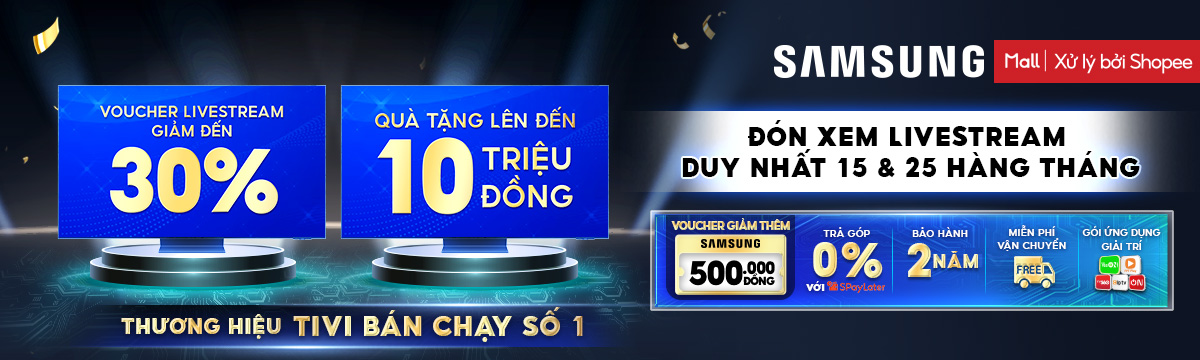 VOUCHER LIVESTREAM
GIẢM ĐẾN
30%
QUÀ TẶNG LÊN ĐẾN
10 TRIỆU
ĐỒNG
THƯƠNG HIỆU TIVI BÁN CHẠY SỐ 1
SAMSUNG
Mall | Xử lý bởi Shopee
ĐÓN XEM LIVESTREAM
DUY NHẤT 15 & 25 HÀNG THÁNG
VOUCHER GIẢM THÊM
SAMSUNG
500.000
ĐỒNG
TRẢ GÓP
0%
VỚI SPayLater
BẢO HÀNH
2 NĂM
MIỄN PHÍ
VẬN CHUYỂN
FREE
GÓI ỨNG DỤNG
GIẢI TRÍ
ON